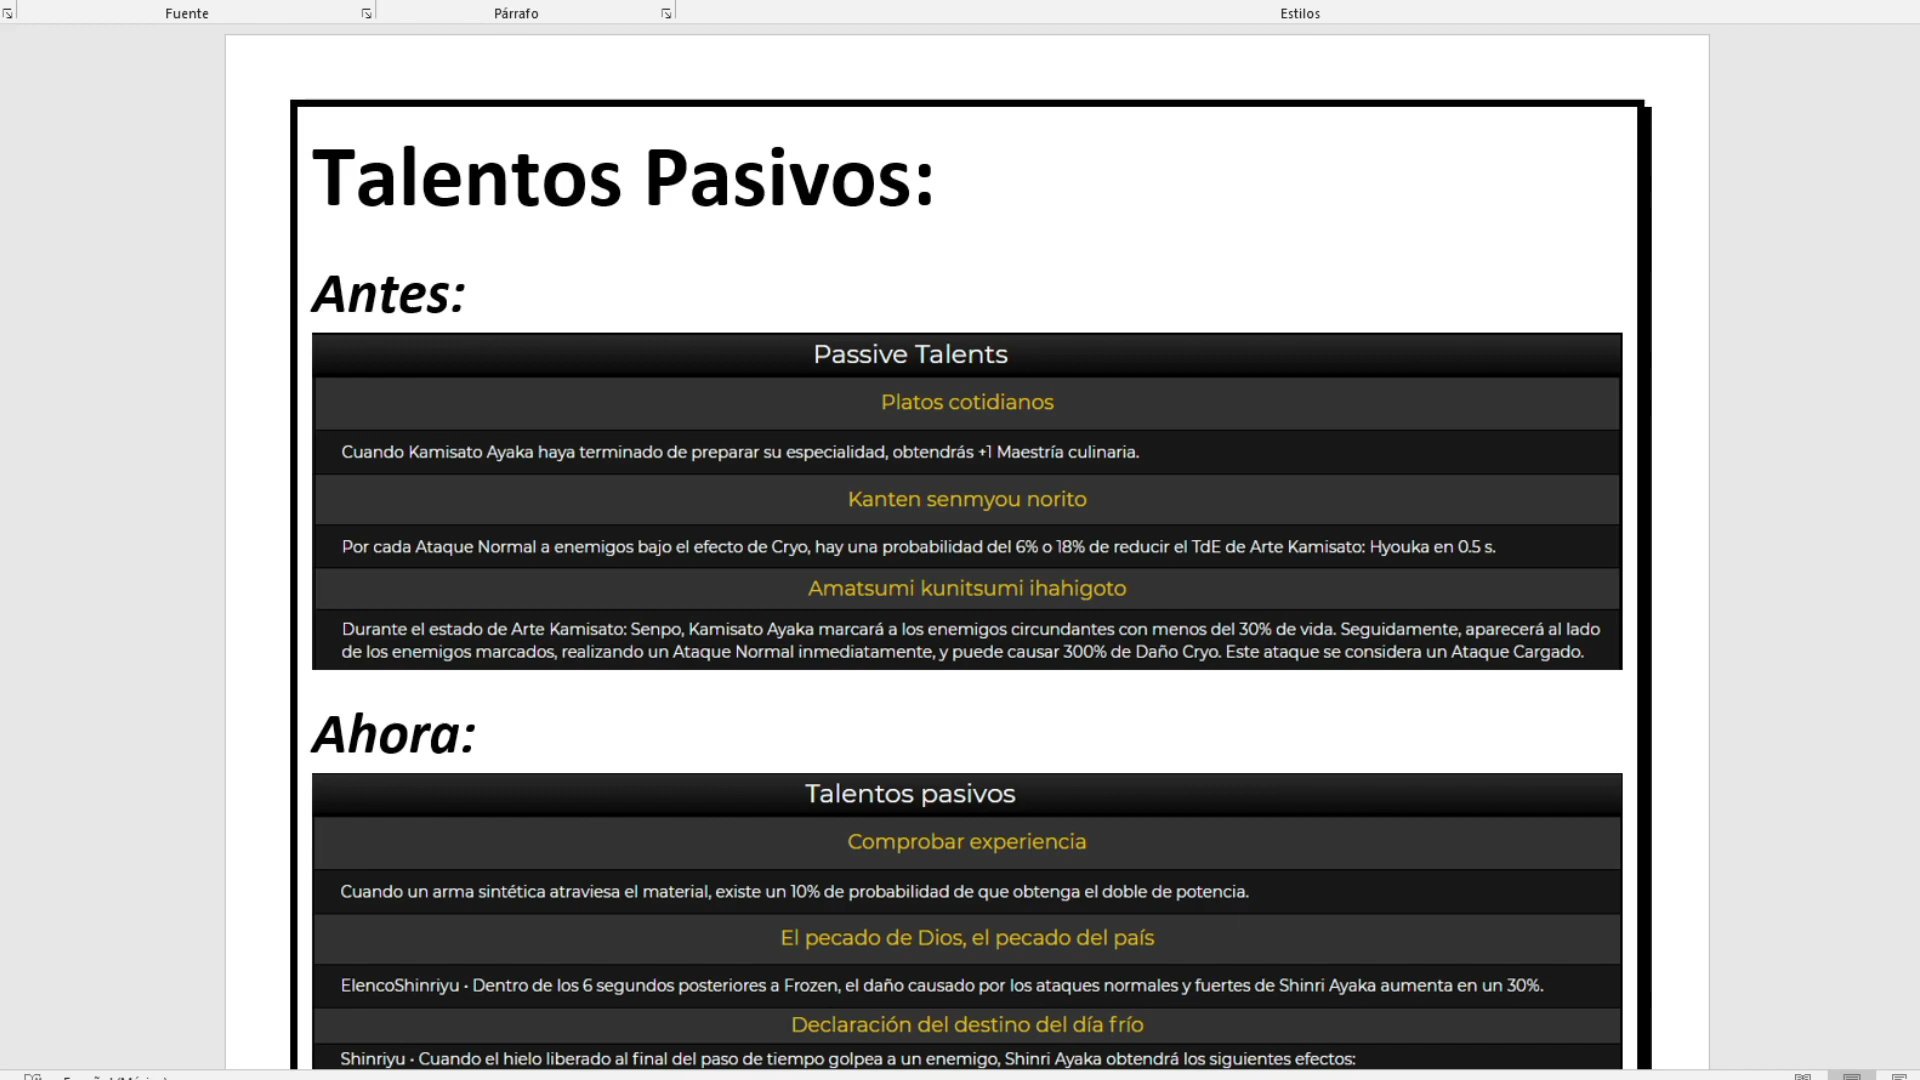 Fuente
Párrafo
Estilos
Talentos Pasivos:
Antes:
Passive Talents
Platos cotidianos
Cuando Kamisato Ayaka haya terminado de preparar su especialidad, obtendrás +1 Maestría culinaria.
Kanten senmyou norito
Por cada Ataque Normal a enemigos bajo el efecto de Cryo, hay una probabilidad del 6% o 18% de reducir el TdE de Arte Kamisato: Hyouka en 0.5 s.
Amatsumi kunitsumi ihahigoto
Durante el estado de Arte Kamisato: Senpo, Kamisato Ayaka marcará a los enemigos circundantes con menos del 30% de vida. Seguidamente, aparecerá al lado
de los enemigos marcados, realizando un Ataque Normal inmediatamente, y puede causar 300% de Daño Cryo. Este ataque se considera un Ataque Cargado.
Ahora:
Talentos pasivos
Comprobar experiencia
Cuando un arma sintética atraviesa el material, existe un 10% de probabilidad de que obtenga el doble de potencia.
El pecado de Dios, el pecado del país
ElencoShinriyu · Dentro de los 6 segundos posteriores a Frozen, el daño causado por los ataques normales y fuertes de Shinri Ayaka aumenta en un 30%.
Declaración del destino del día frío
Shinriyu · Cuando el hielo liberado al final del paso de tiempo golpea a un enemigo, Shinri Ayaka obtendrá los siguientes efectos: